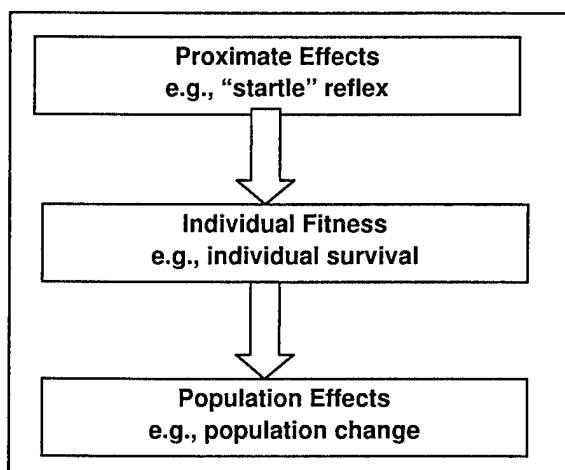 Proximate Effects
e.g., “startle” reflex
Individual Fitness
e.g., individual survival
Population Effects
e.g., population change